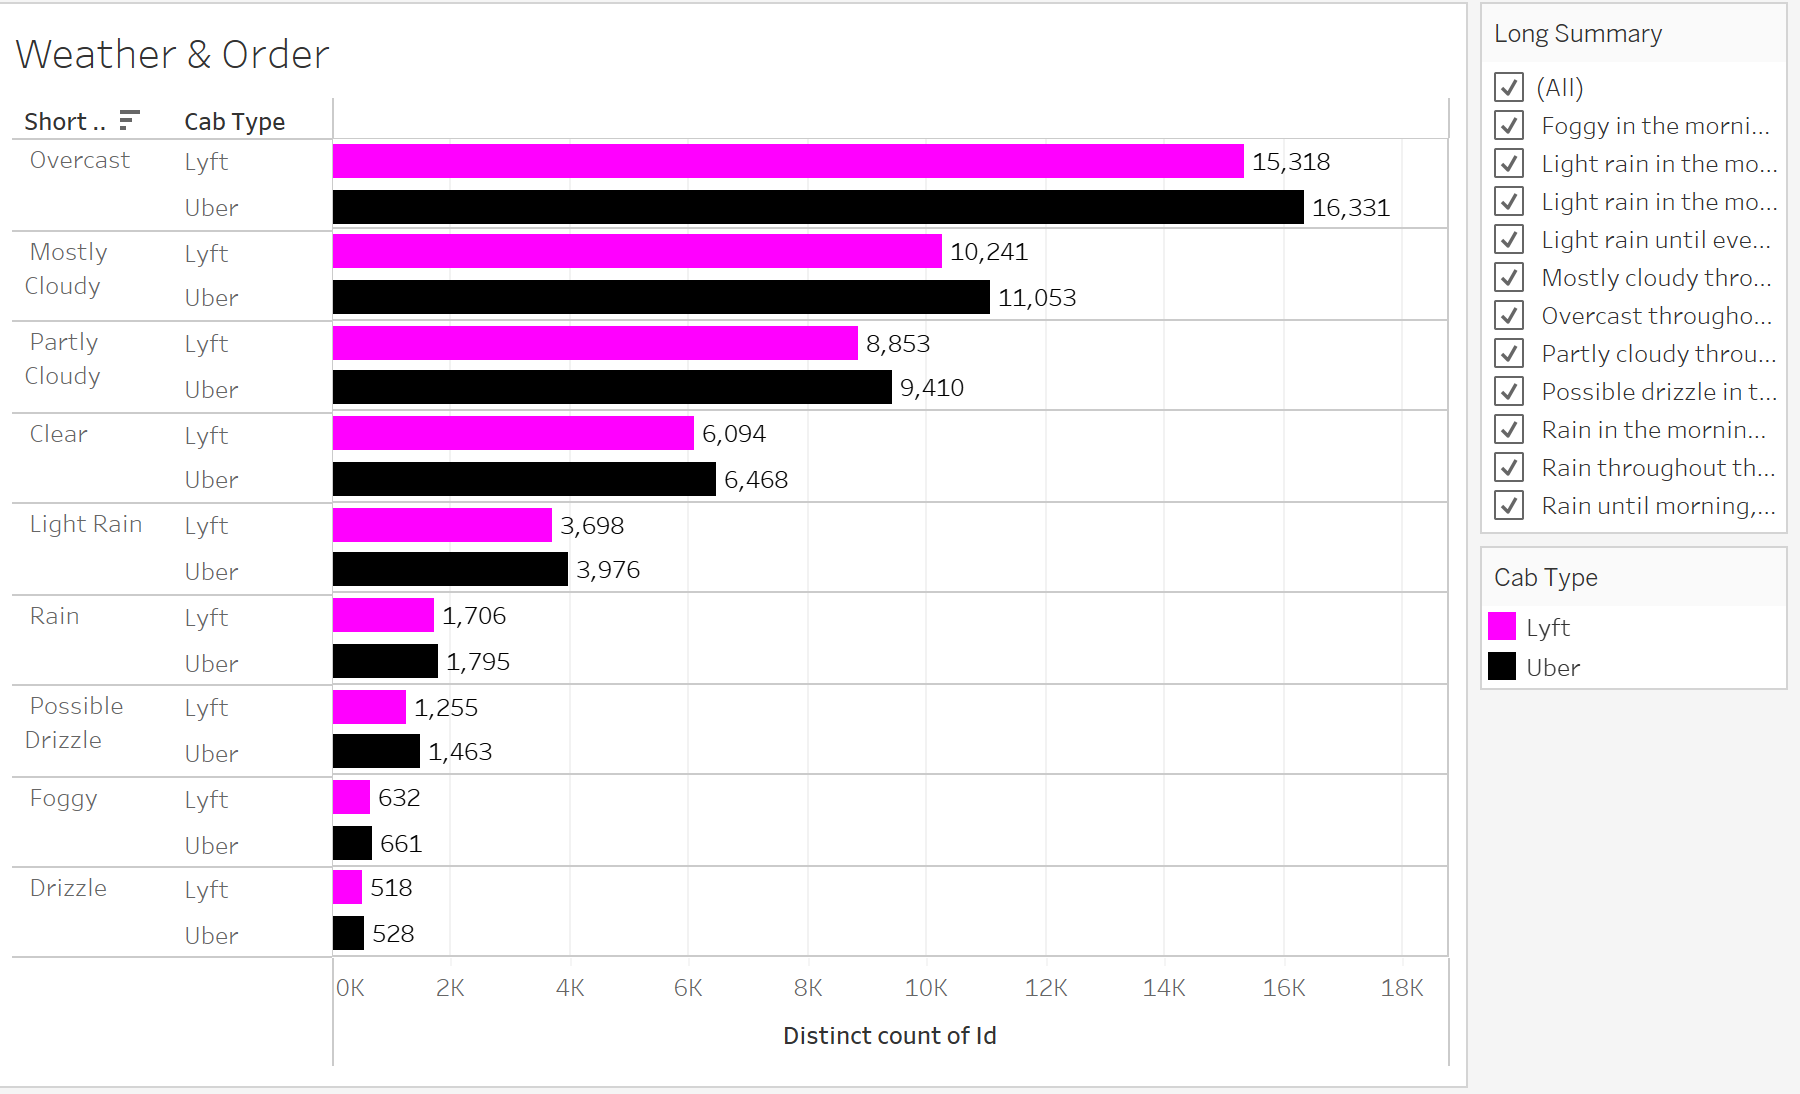 Weather & Order
Short .. Cab Type
Overcast Lyft 15,318
Uber 16,331
Mostly Cloudy Lyft 10,241
Uber 11,053
Partly Cloudy Lyft 8,853
Uber 9,410
Clear Lyft 6,094
Uber 6,468
Light Rain Lyft 3,698
Uber 3,976
Rain Lyft 1,706
Uber 1,795
Possible Drizzle Lyft 1,255
Uber 1,463
Foggy Lyft 632
Uber 661
Drizzle Lyft 518
Uber 528
0K 2K 4K 6K 8K 10K 12K 14K 16K 18K
Distinct count of Id
Long Summary
(All)
Foggy in the morni...
Light rain in the mo...
Light rain in the mo...
Light rain until eve...
Mostly cloudy thro...
Overcast througho...
Partly cloudy throu...
Possible drizzle in t...
Rain in the mornin...
Rain throughout th...
Rain until morning,...
Cab Type
Lyft
Uber